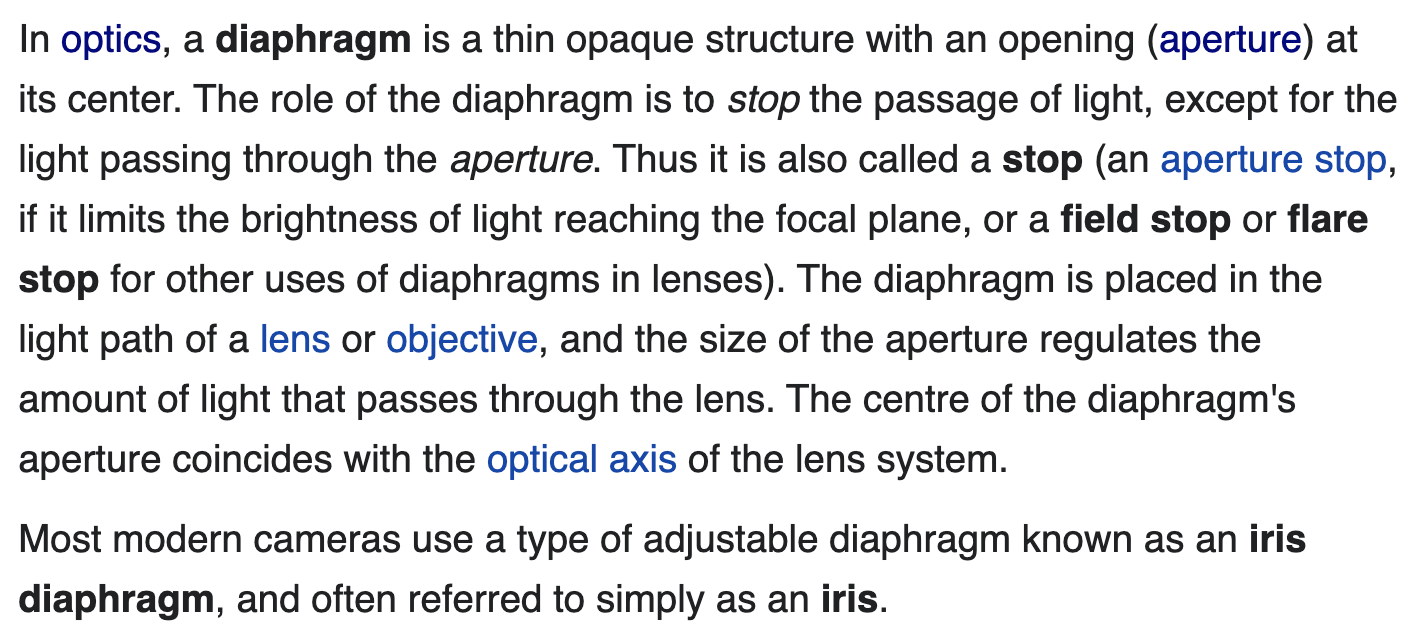 In optics, a diaphragm is a thin opaque structure with an opening (aperture) at
its center. The role of the diaphragm is to stop the passage of light, except for the
light passing through the aperture. Thus it is also called a stop (an aperture stop,
if it limits the brightness of light reaching the focal plane, or a field stop or flare
stop for other uses of diaphragms in lenses). The diaphragm is placed in the
light path of a lens or objective, and the size of the aperture regulates the
amount of light that passes through the lens. The centre of the diaphragm's
aperture coincides with the optical axis of the lens system.
Most modern cameras use a type of adjustable diaphragm known as an iris
diaphragm, and often referred to simply as an iris.